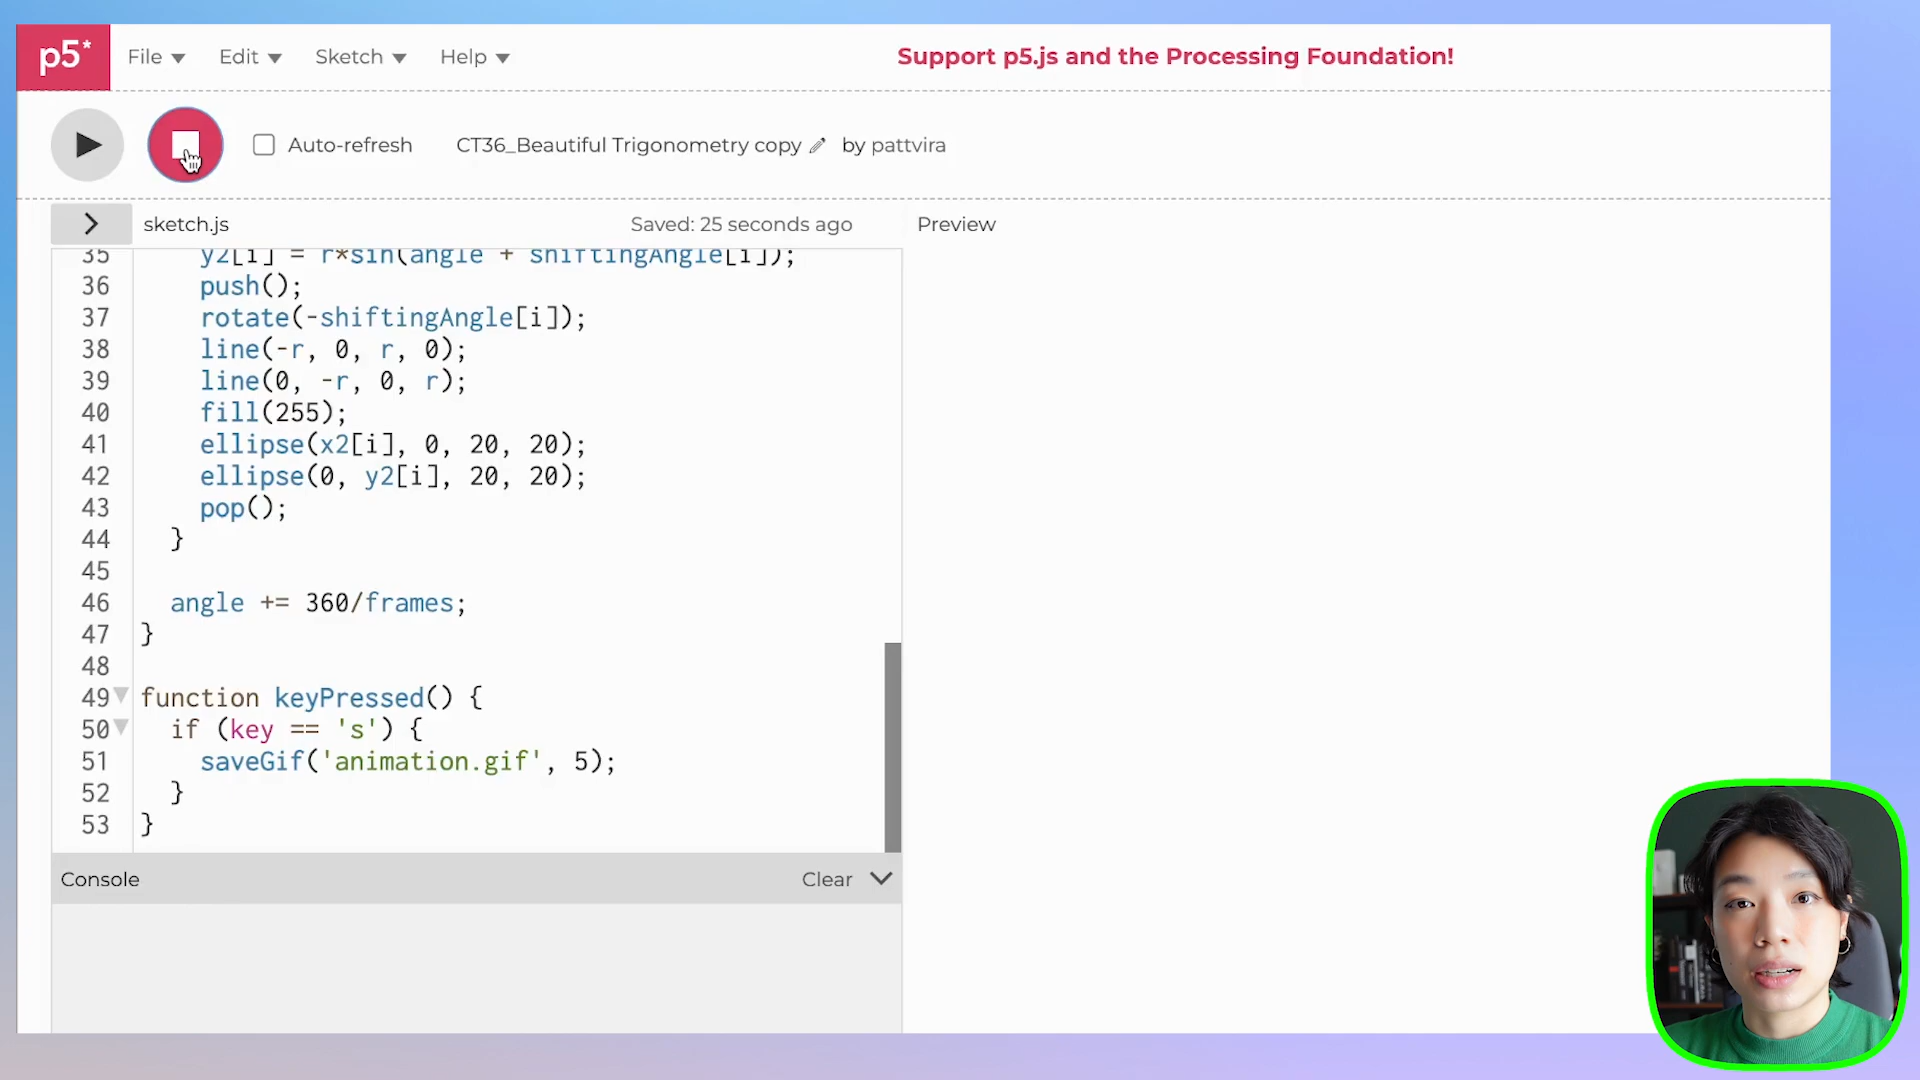 p5*
File Edit Sketch Help
Support p5.js and the Processing Foundation!
Auto-refresh CT36_Beautiful Trigonometry copy by pattvira
sketch.js Saved: 25 seconds ago Preview
35 y2[i] = r*sin(angle + shiftingAngle[i]);
36 push();
37 rotate(-shiftingAngle[i]);
38 line(-r, 0, r, 0);
39 line(0, -r, 0, r);
40 fill(255);
41 ellipse(x2[i], 0, 20, 20);
42 ellipse(0, y2[i], 20, 20);
43 pop();
44 }
45
46 angle += 360/frames;
47 }
48
49 function keyPressed() {
50 if (key == 's') {
51 saveGif('animation.gif', 5);
52 }
53 }
Console Clear